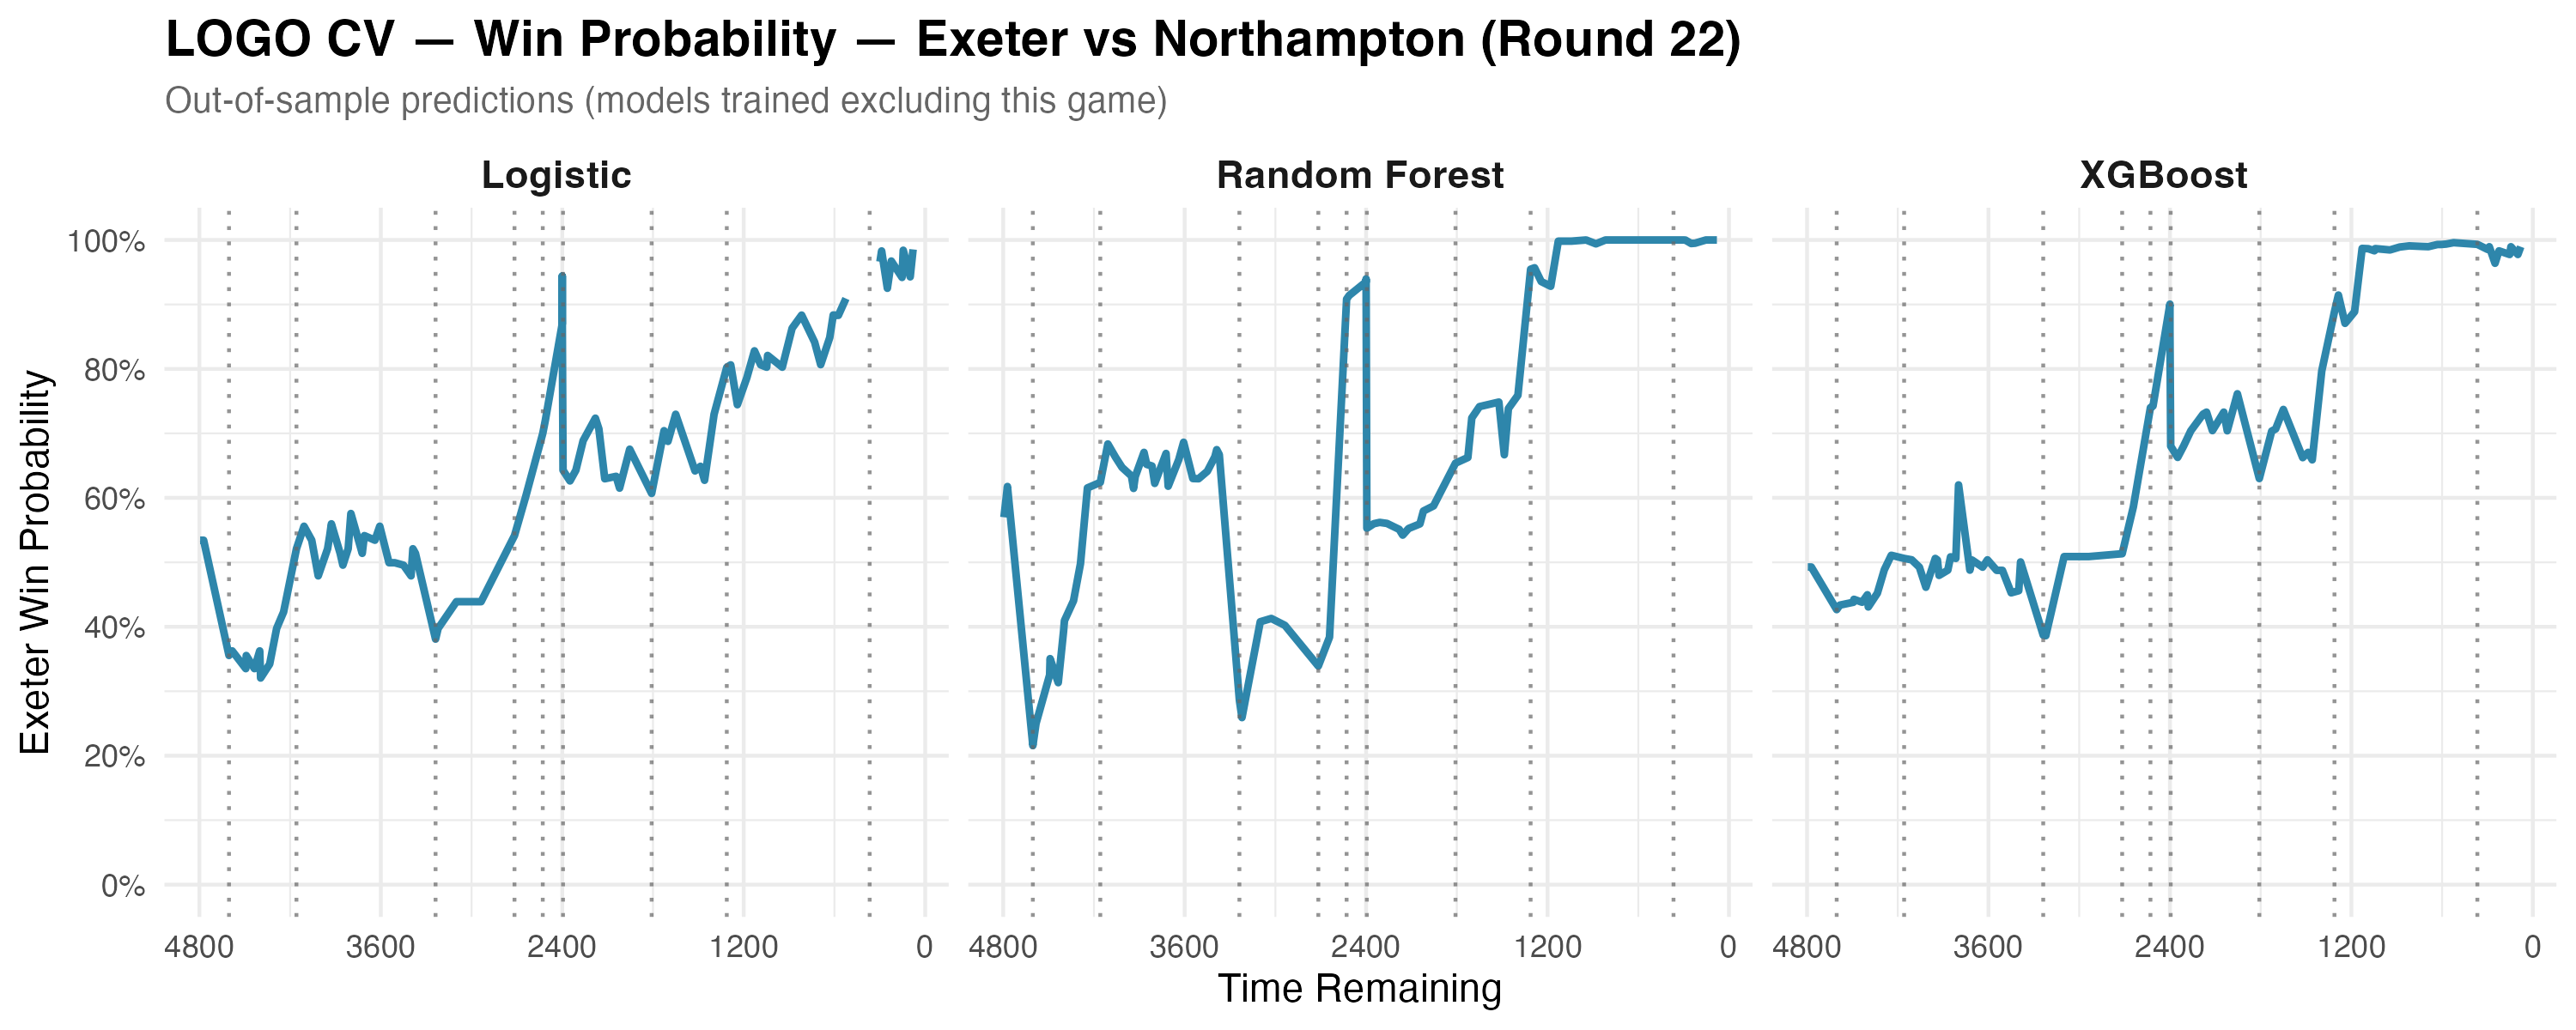 LOGO CV — Win Probability — Exeter vs Northampton (Round 22)
Out-of-sample predictions (models trained excluding this game)
Logistic
Random Forest
XGBoost
Exeter Win Probability
100%
80%
60%
40%
20%
0%
4800 3600 2400 1200 0
4800 3600 2400 1200 0
4800 3600 2400 1200 0
Time Remaining